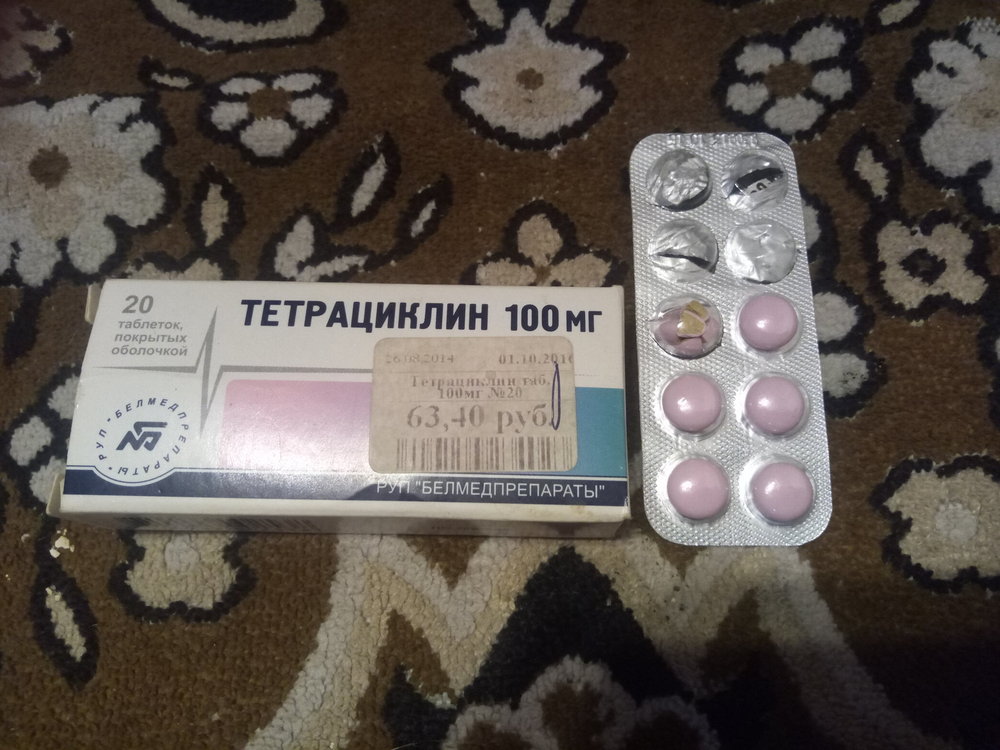 20
таблеток,
покрытых
оболочкой
ТЕТРАЦИКЛИН 100 мг
26.08.2014 01.10.2016
Тетрациклин таб.
100мг №20
63,40 руб.
РУП "БЕЛМЕДПРЕПАРАТЫ"
РУП "БЕЛМЕДПРЕПАРАТЫ"